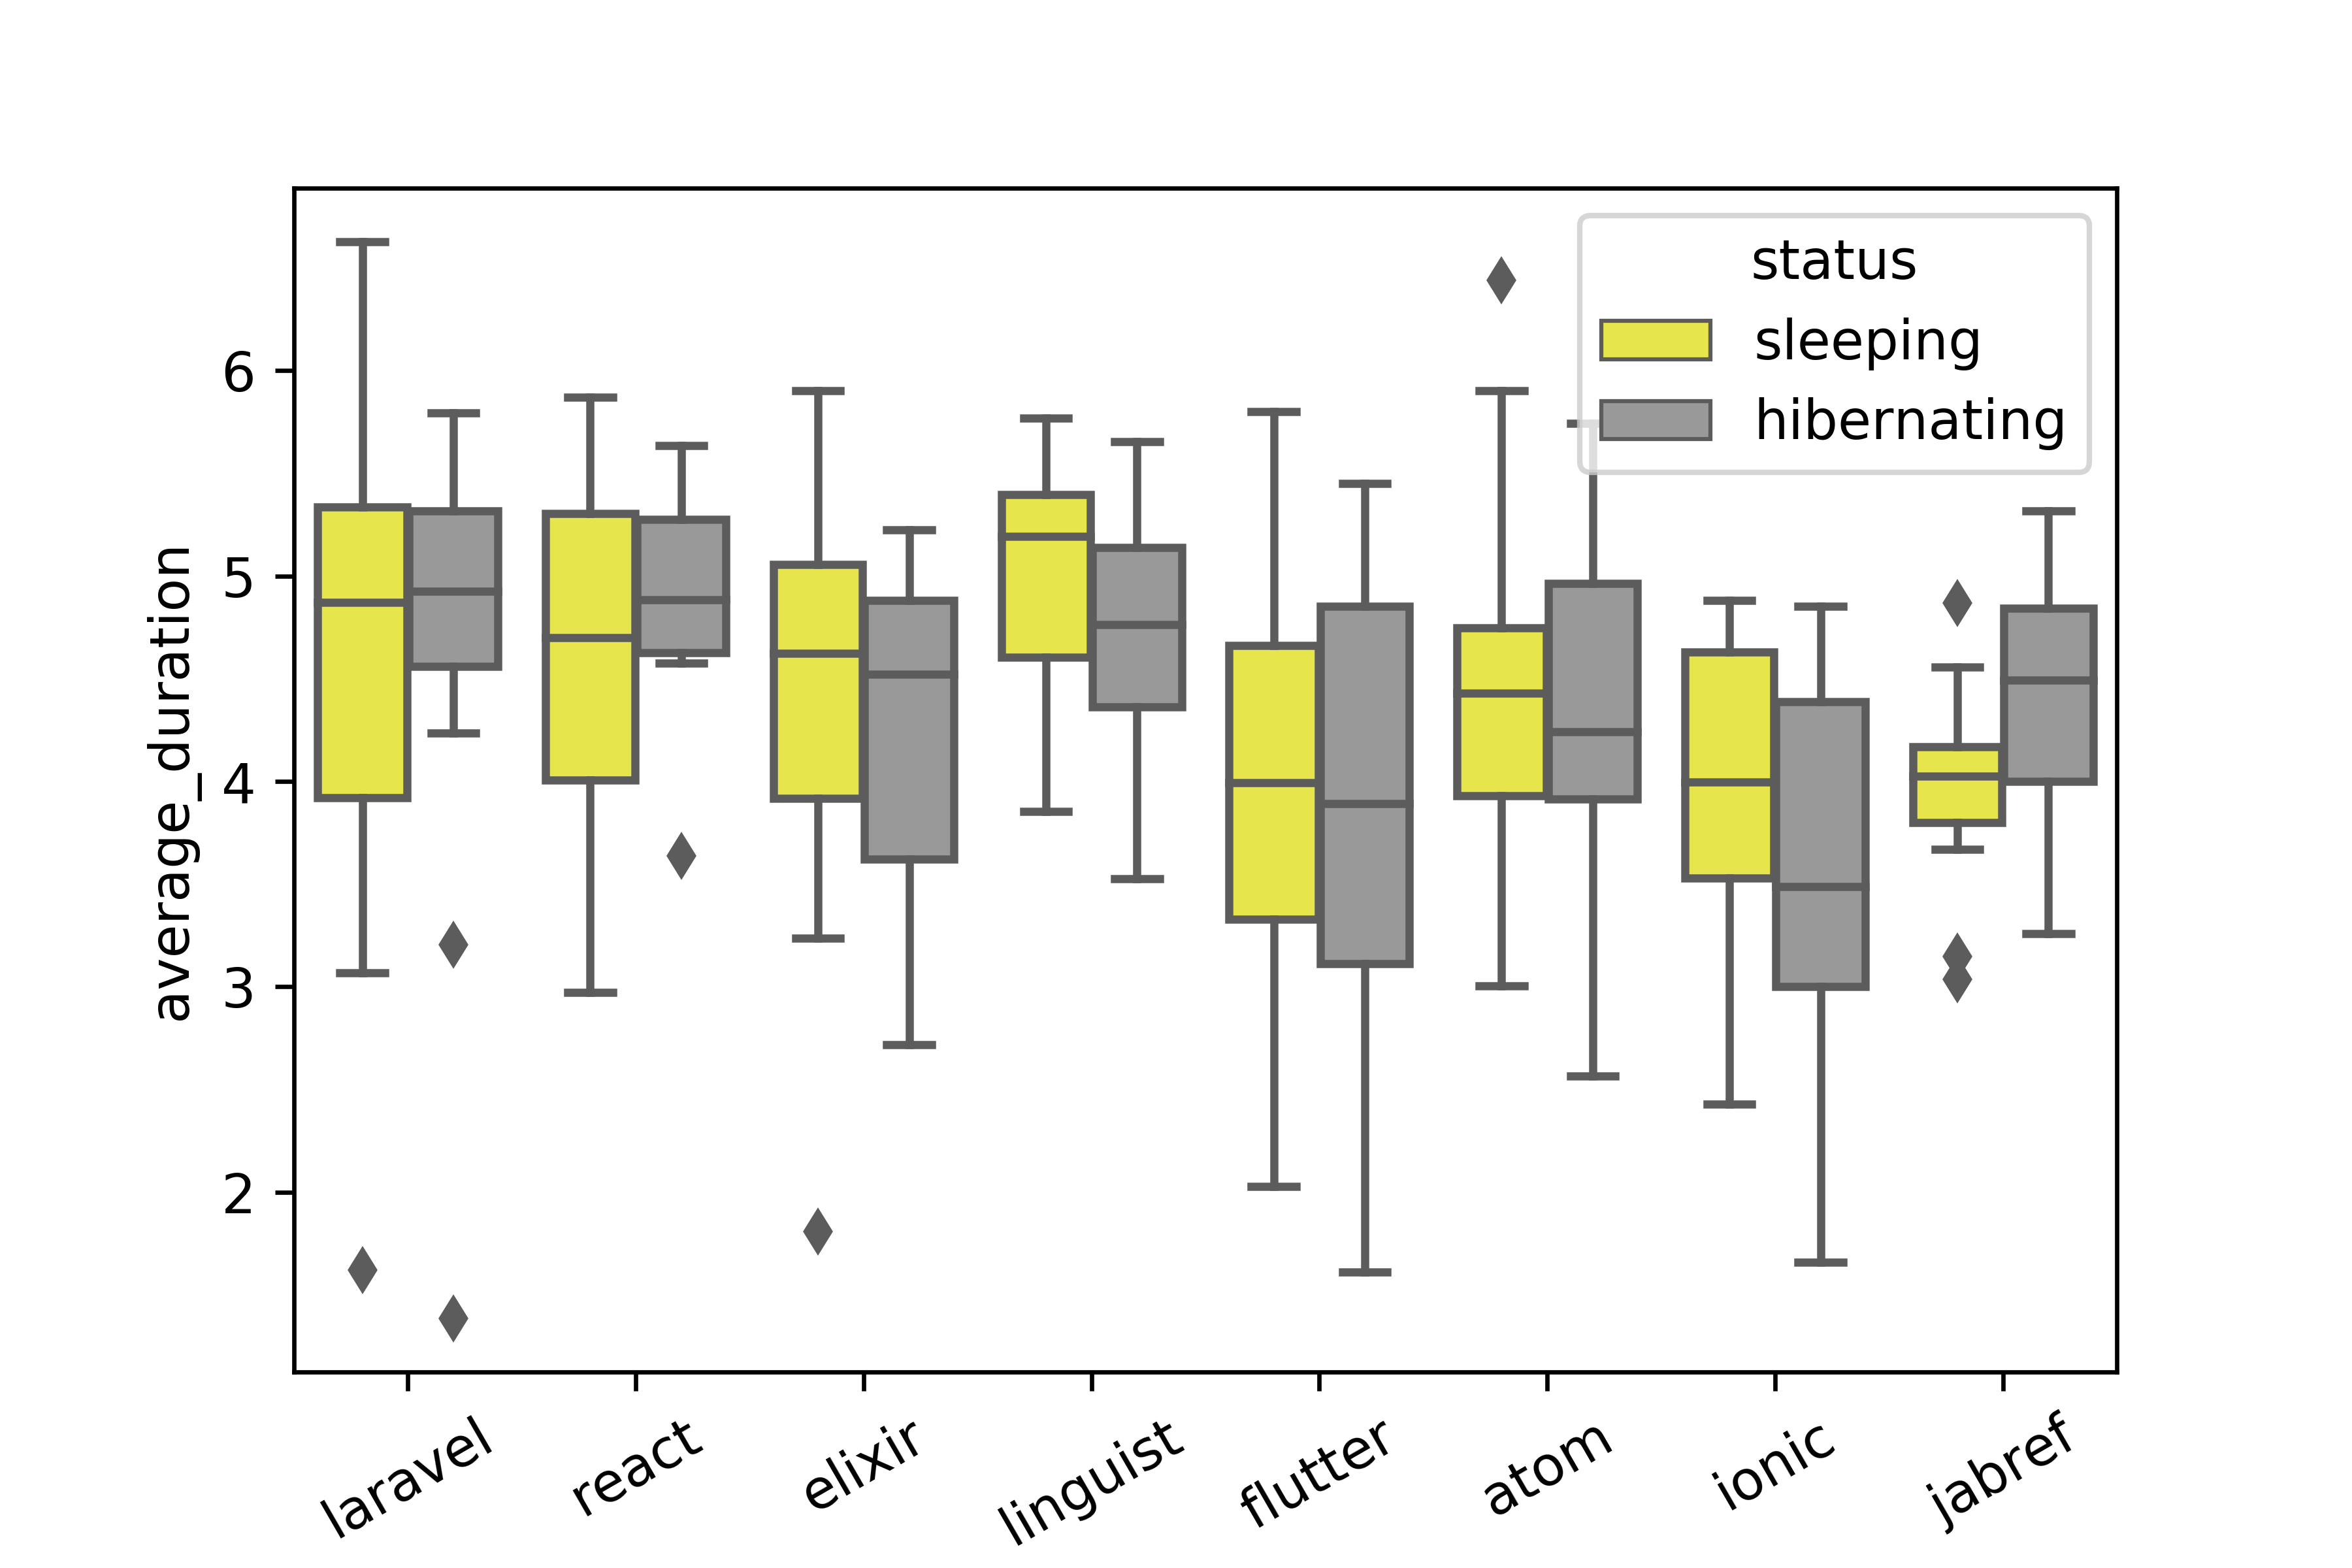 status
sleeping
hibernating
average_duration
6
5
4
3
2
laravel
react
elixir
linguist
flutter
atom
ionic
jabref